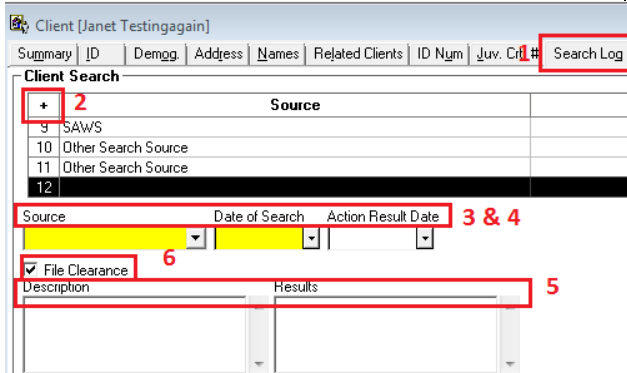 Client [Janet Testingagain]
Summary ID Demog. Address Names Related Clients ID Num Juv. Crt # 1 Search Log
Client Search
+ 2 Source
9 SAWS
10 Other Search Source
11 Other Search Source
12
Source Date of Search Action Result Date 3 & 4
6
File Clearance
Description Results 5